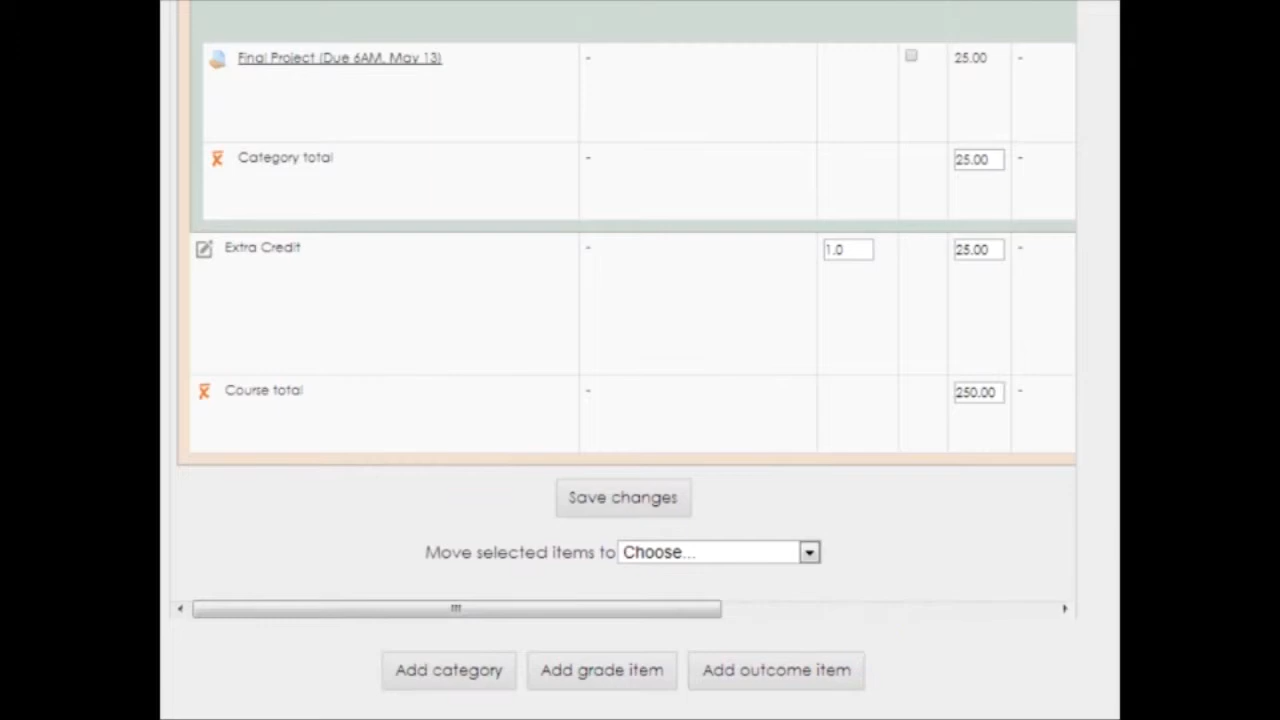 Final Project (Due 6AM, May 13) - 25.00 -
Category total - 25.00 -
Extra Credit - 1.0 25.00 -
Course total - 250.00 -
Save changes
Move selected items to Choose...
Add category Add grade item Add outcome item